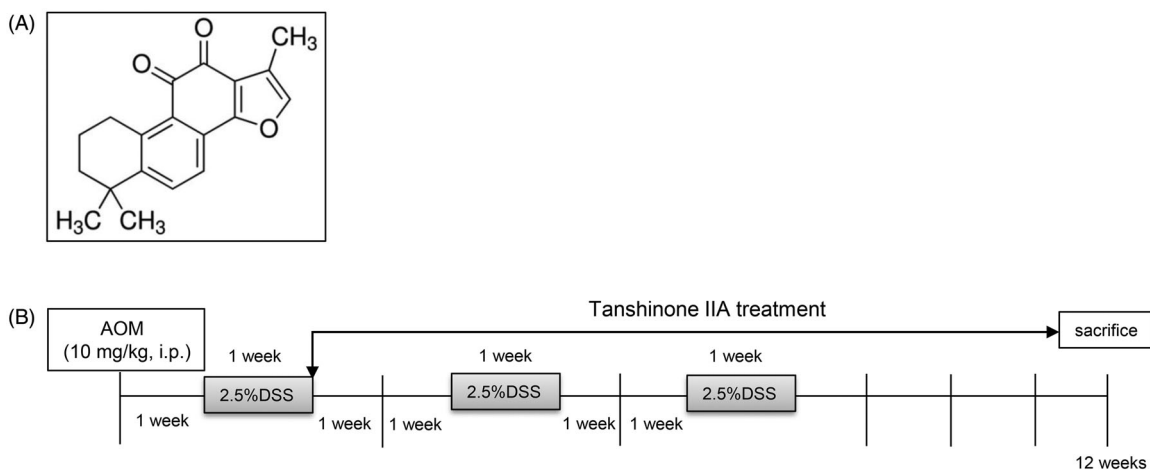 (A)
O
O
CH₃
O
H₃C CH₃
(B)
AOM
(10 mg/kg, i.p.)
Tanshinone IIA treatment
sacrifice
1 week
1 week
1 week
2.5%DSS
2.5%DSS
2.5%DSS
1 week
1 week
1 week
1 week
1 week
12 weeks